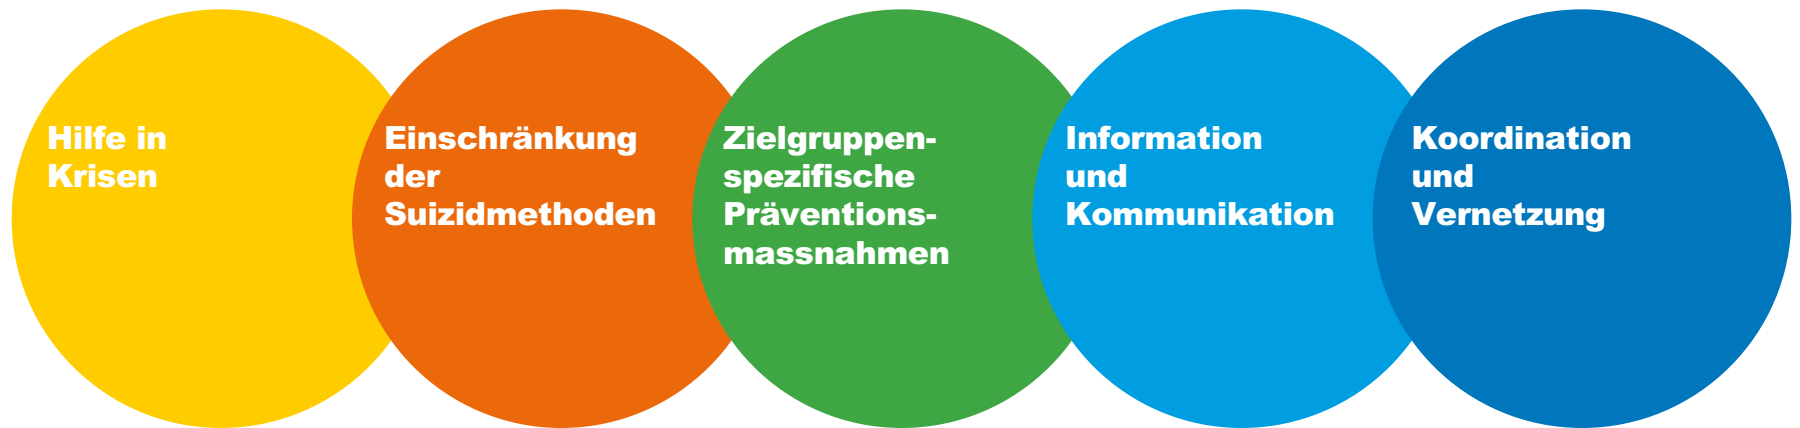 Hilfe in
Krisen
Einschränkung
der
Suizidmethoden
Zielgruppen-
spezifische
Präventions-
massnahmen
Information
und
Kommunikation
Koordination
und
Vernetzung